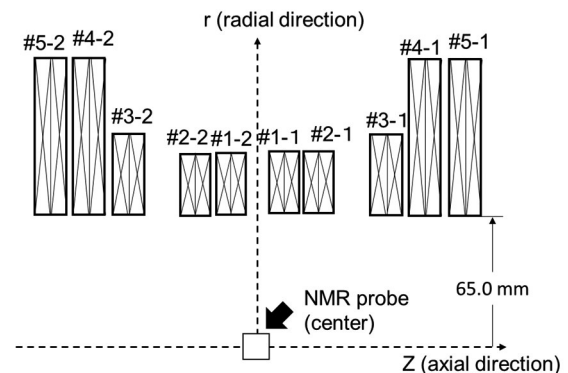 r (radial direction)
#5-2 #4-2
#4-1 #5-1
#3-2
#2-2 #1-2 #1-1 #2-1
#3-1
65.0 mm
NMR probe
(center)
Z (axial direction)